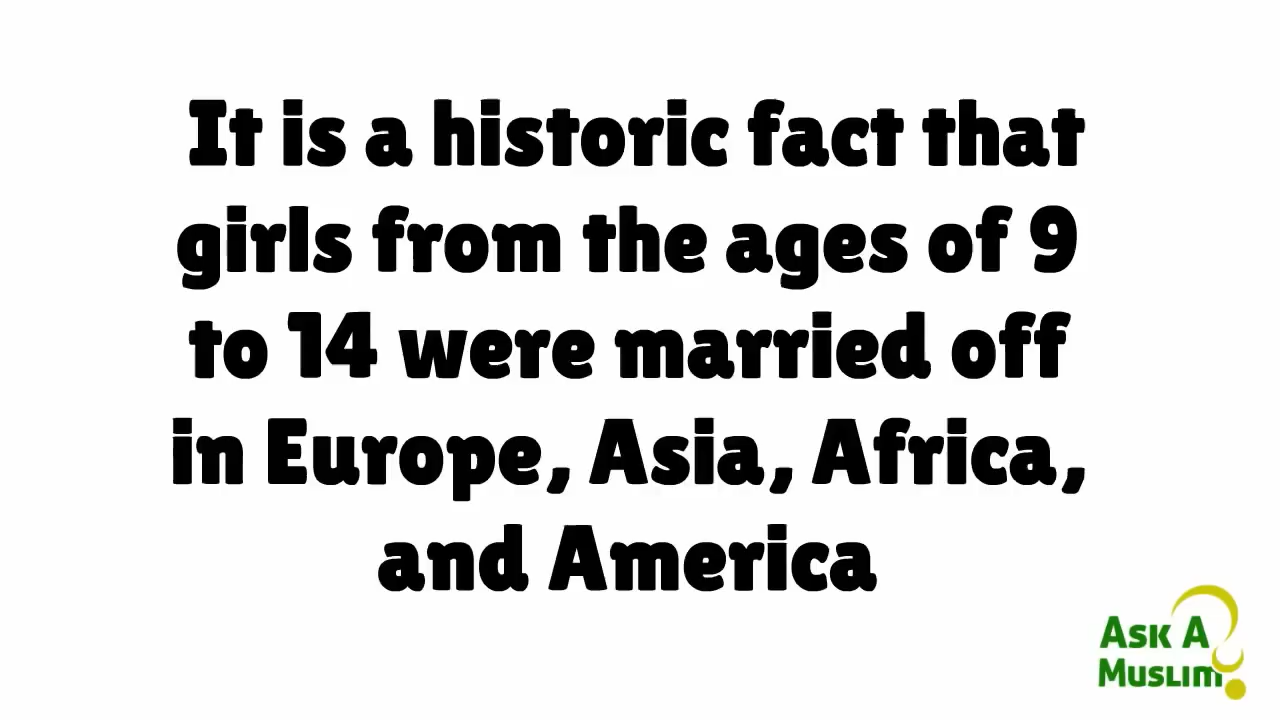 It is a historic fact that
girls from the ages of 9
to 14 were married off
in Europe, Asia, Africa,
and America
Ask A
Muslim